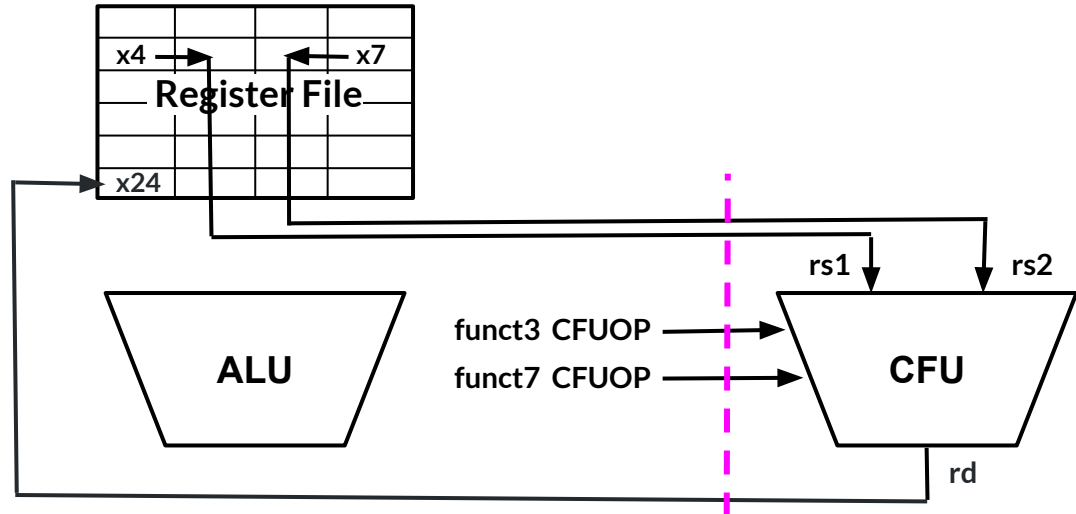 x4
x7
Register File
x24
rs1
rs2
funct3 CFUOP
funct7 CFUOP
ALU
CFU
rd